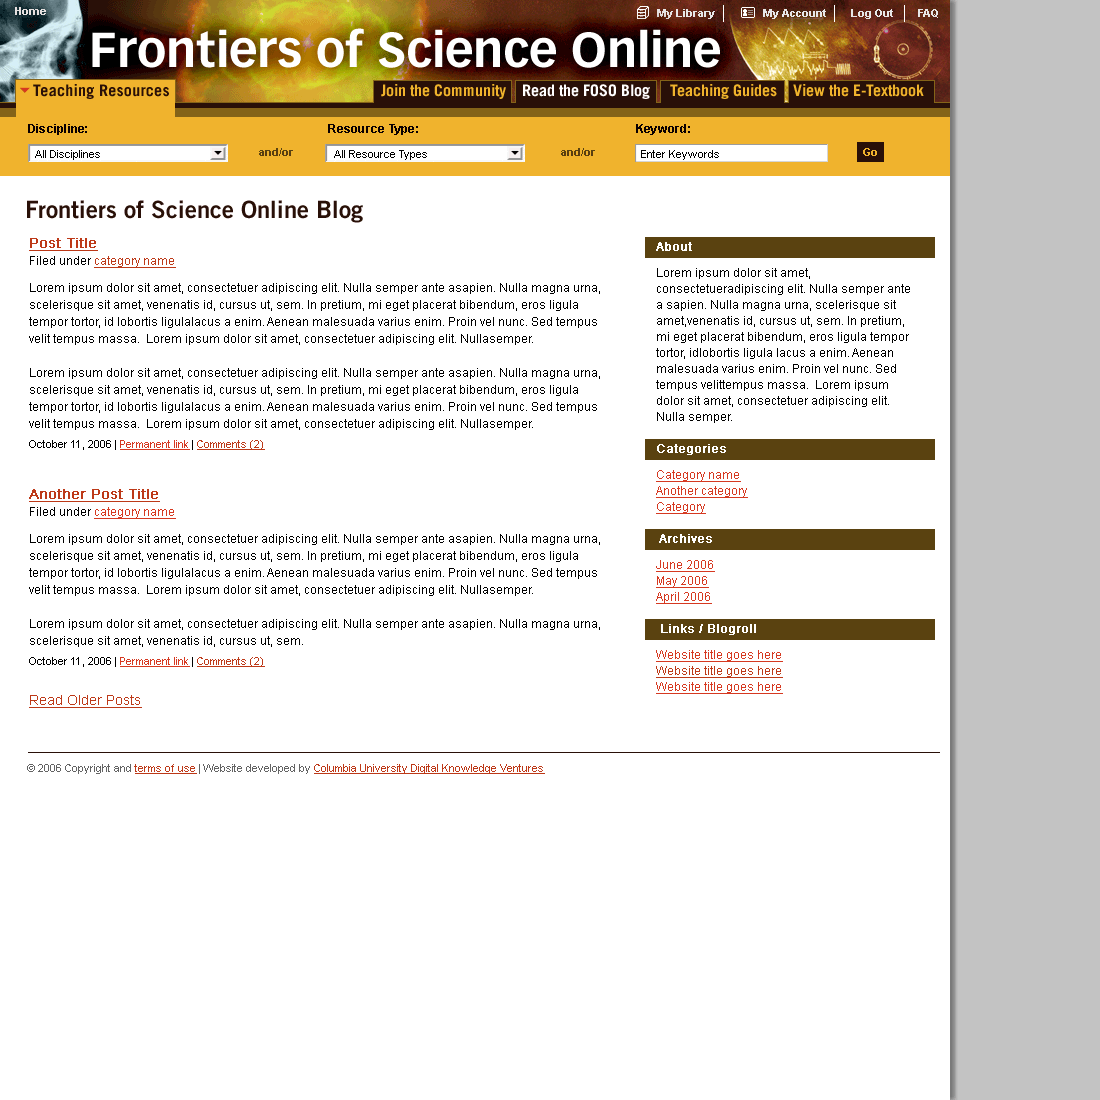 Home
My Library
My Account
Log Out
FAQ
Frontiers of Science Online
Teaching Resources
Join the Community
Read the FOSO Blog
Teaching Guides
View the E-Textbook
Discipline:
Resource Type:
Keyword:
All Disciplines
and/or
All Resource Types
and/or
Enter Keywords
Go
Frontiers of Science Online Blog
Post Title
Filed under category name
Lorem ipsum dolor sit amet, consectetuer adipiscing elit. Nulla semper ante asapien. Nulla magna urna,
scelerisque sit amet, venenatis id, cursus ut, sem. In pretium, mi eget placerat bibendum, eros ligula
tempor tortor, id lobortis ligulalacus a enim. Aenean malesuada varius enim. Proin vel nunc. Sed tempus
velit tempus massa.  Lorem ipsum dolor sit amet, consectetuer adipiscing elit. Nullasemper.
Lorem ipsum dolor sit amet, consectetuer adipiscing elit. Nulla semper ante asapien. Nulla magna urna,
scelerisque sit amet, venenatis id, cursus ut, sem. In pretium, mi eget placerat bibendum, eros ligula
tempor tortor, id lobortis ligulalacus a enim. Aenean malesuada varius enim. Proin vel nunc. Sed tempus
velit tempus massa.  Lorem ipsum dolor sit amet, consectetuer adipiscing elit. Nullasemper.
October 11, 2006 | Permanent link | Comments (2)
Another Post Title
Filed under category name
Lorem ipsum dolor sit amet, consectetuer adipiscing elit. Nulla semper ante asapien. Nulla magna urna,
scelerisque sit amet, venenatis id, cursus ut, sem. In pretium, mi eget placerat bibendum, eros ligula
tempor tortor, id lobortis ligulalacus a enim. Aenean malesuada varius enim. Proin vel nunc. Sed tempus
velit tempus massa.  Lorem ipsum dolor sit amet, consectetuer adipiscing elit. Nullasemper.
Lorem ipsum dolor sit amet, consectetuer adipiscing elit. Nulla semper ante asapien. Nulla magna urna,
scelerisque sit amet, venenatis id, cursus ut, sem.
October 11, 2006 | Permanent link | Comments (2)
Read Older Posts
About
Lorem ipsum dolor sit amet,
consectetueradipiscing elit. Nulla semper ante
a sapien. Nulla magna urna, scelerisque sit
amet,venenatis id, cursus ut, sem. In pretium,
mi eget placerat bibendum, eros ligula tempor
tortor, idlobortis ligula lacus a enim. Aenean
malesuada varius enim. Proin vel nunc. Sed
tempus velittempus massa.  Lorem ipsum
dolor sit amet, consectetuer adipiscing elit.
Nulla semper.
Categories
Category name
Another category
Category
Archives
June 2006
May 2006
April 2006
Links / Blogroll
Website title goes here
Website title goes here
Website title goes here
© 2006 Copyright and terms of use | Website developed by Columbia University Digital Knowledge Ventures